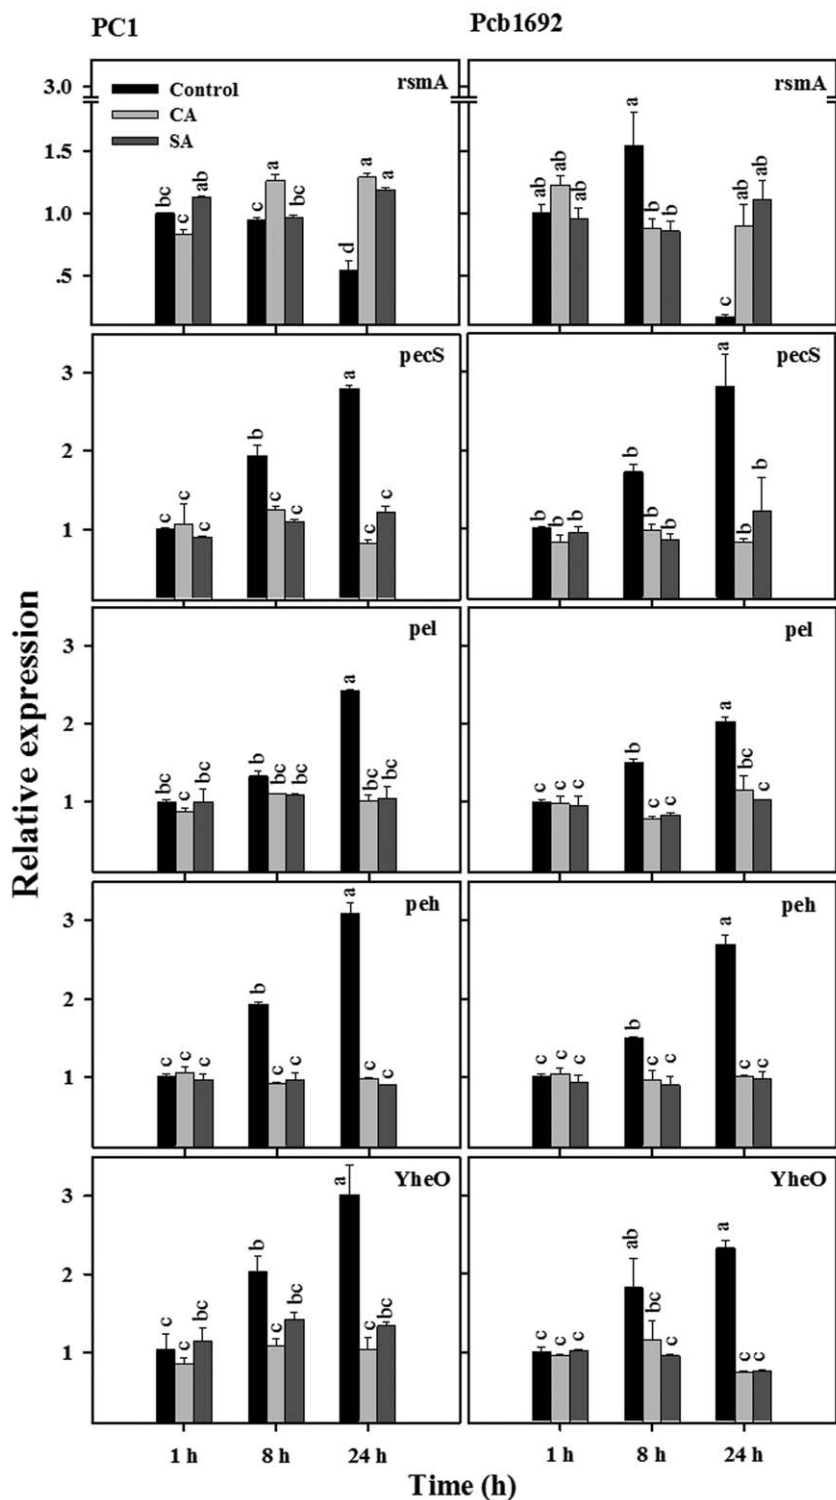 PC1
Pcb1692
rsmA
rsmA
Control
CA
SA
3.0
1.5
1.0
.5
bc
c
ab
c
a
bc
d
a
a
ab
ab
ab
a
b
b
c
ab
ab
pecS
pecS
3
2
1
c
c
c
b
c
c
a
c
c
b
b
b
b
b
b
a
b
b
pel
pel
3
2
1
bc
c
bc
b
bc
bc
a
bc
bc
c
c
c
b
c
c
a
bc
c
peh
peh
3
2
1
c
c
c
b
c
c
a
c
c
c
c
c
b
c
c
a
c
c
YheO
YheO
3
2
1
c
c
bc
b
c
bc
a
c
bc
c
c
c
ab
bc
c
a
c
c
Relative expression
1 h
8 h
24 h
1 h
8 h
24 h
Time (h)